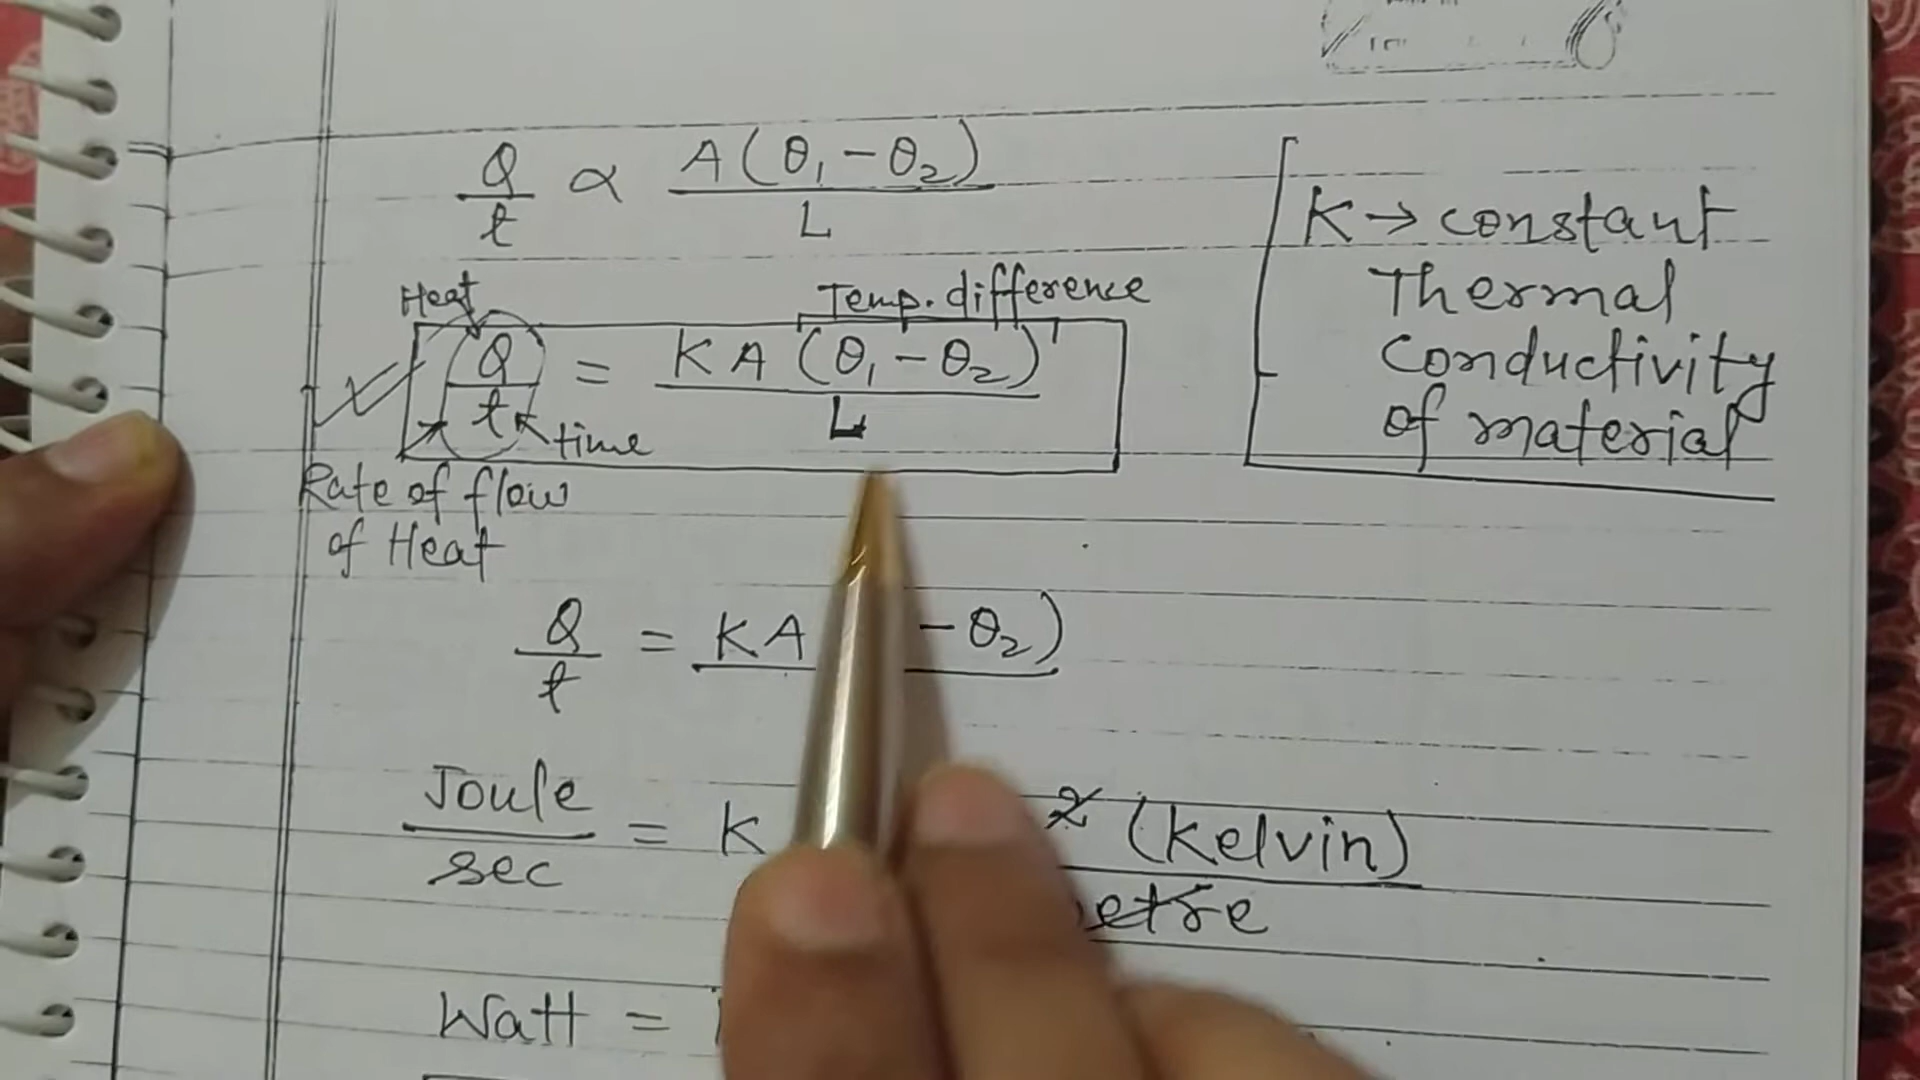 Q/t ∝ A(θ₁-θ₂)/L
K → constant
Thermal
Conductivity
of material
Heat
Temp. difference
Q/t = KA(θ₁-θ₂)/L
time
Rate of flow
of Heat
Q/t = KA -θ₂)
Joule/sec = K 2 (Kelvin)/etre
Watt =